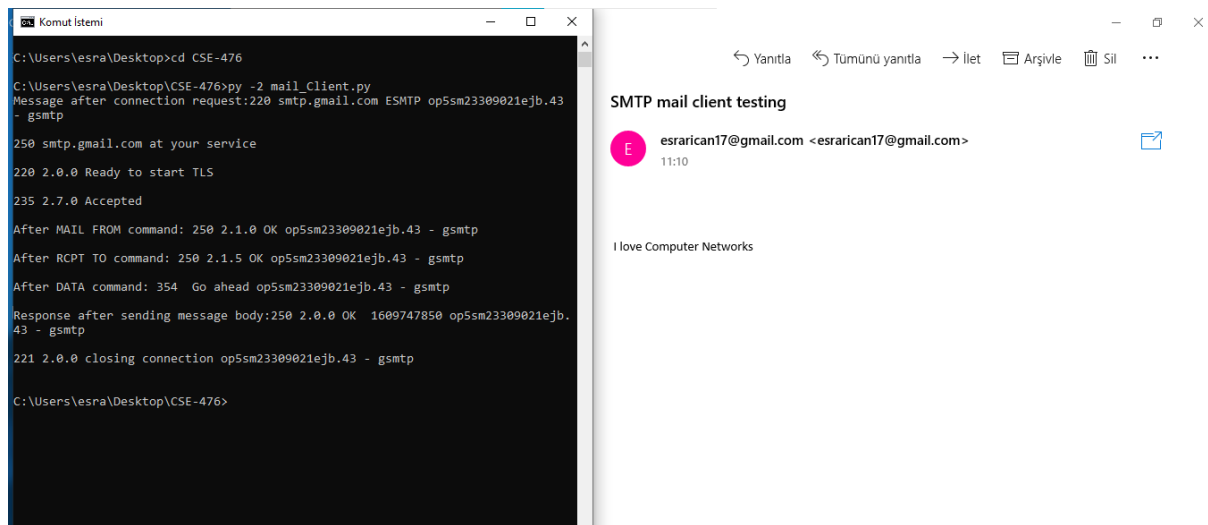 Komut İstemi
C:\Users\esra\Desktop>cd CSE-476
C:\Users\esra\Desktop\CSE-476>py -2 mail_Client.py
Message after connection request:220 smtp.gmail.com ESMTP op5sm23309021ejb.43
- gsmtp
250 smtp.gmail.com at your service
220 2.0.0 Ready to start TLS
235 2.7.0 Accepted
After MAIL FROM command: 250 2.1.0 OK op5sm23309021ejb.43 - gsmtp
After RCPT TO command: 250 2.1.5 OK op5sm23309021ejb.43 - gsmtp
After DATA command: 354  Go ahead op5sm23309021ejb.43 - gsmtp
Response after sending message body:250 2.0.0 OK  1609747850 op5sm23309021ejb.
43 - gsmtp
221 2.0.0 closing connection op5sm23309021ejb.43 - gsmtp
C:\Users\esra\Desktop\CSE-476>
Yanıtla Tümünü yanıtla İlet Arşivle Sil ...
SMTP mail client testing
E
esrarican17@gmail.com <esrarican17@gmail.com>
11:10
I love Computer Networks